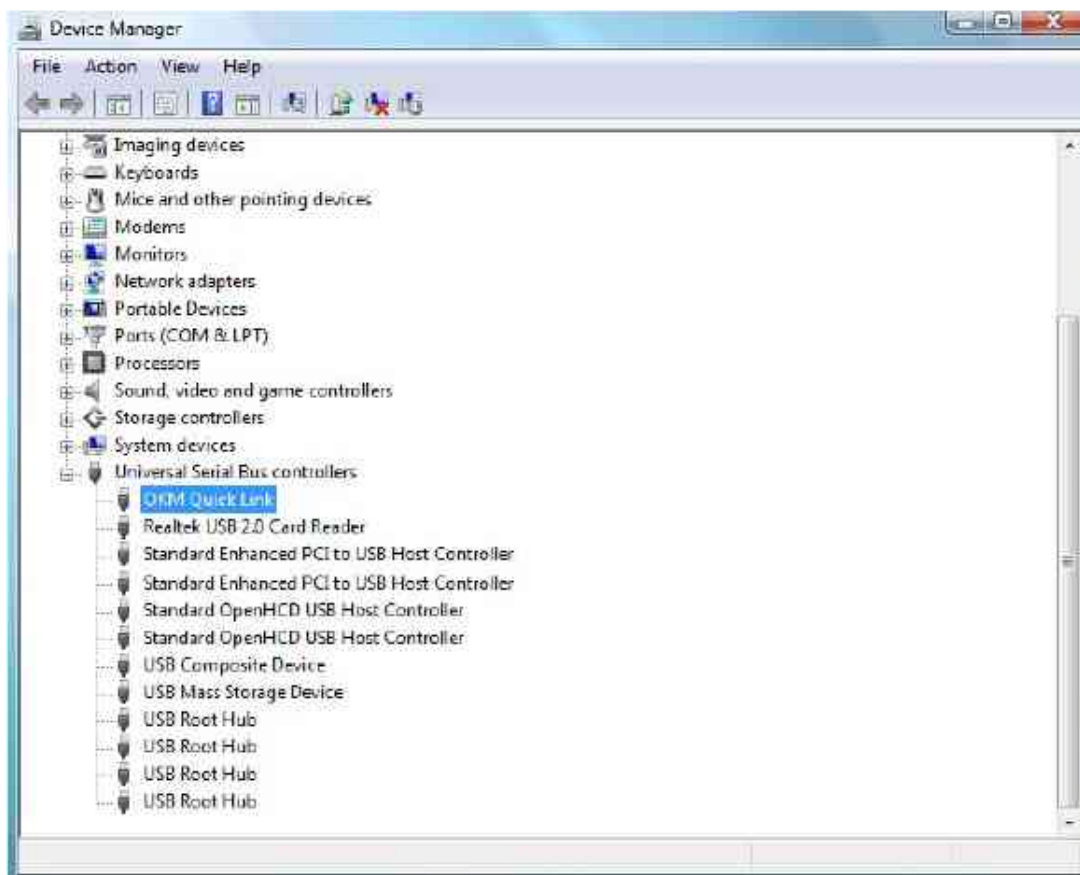 Device Manager
File Action View Help
Imaging devices
Keyboards
Mice and other pointing devices
Modems
Monitors
Network adapters
Portable Devices
Ports (COM & LPT)
Processors
Sound, video and game controllers
Storage controllers
System devices
Universal Serial Bus controllers
OKM Quick Link
Realtek USB 2.0 Card Reader
Standard Enhanced PCI to USB Host Controller
Standard Enhanced PCI to USB Host Controller
Standard OpenHCD USB Host Controller
Standard OpenHCD USB Host Controller
USB Composite Device
USB Mass Storage Device
USB Root Hub
USB Root Hub
USB Root Hub
USB Root Hub